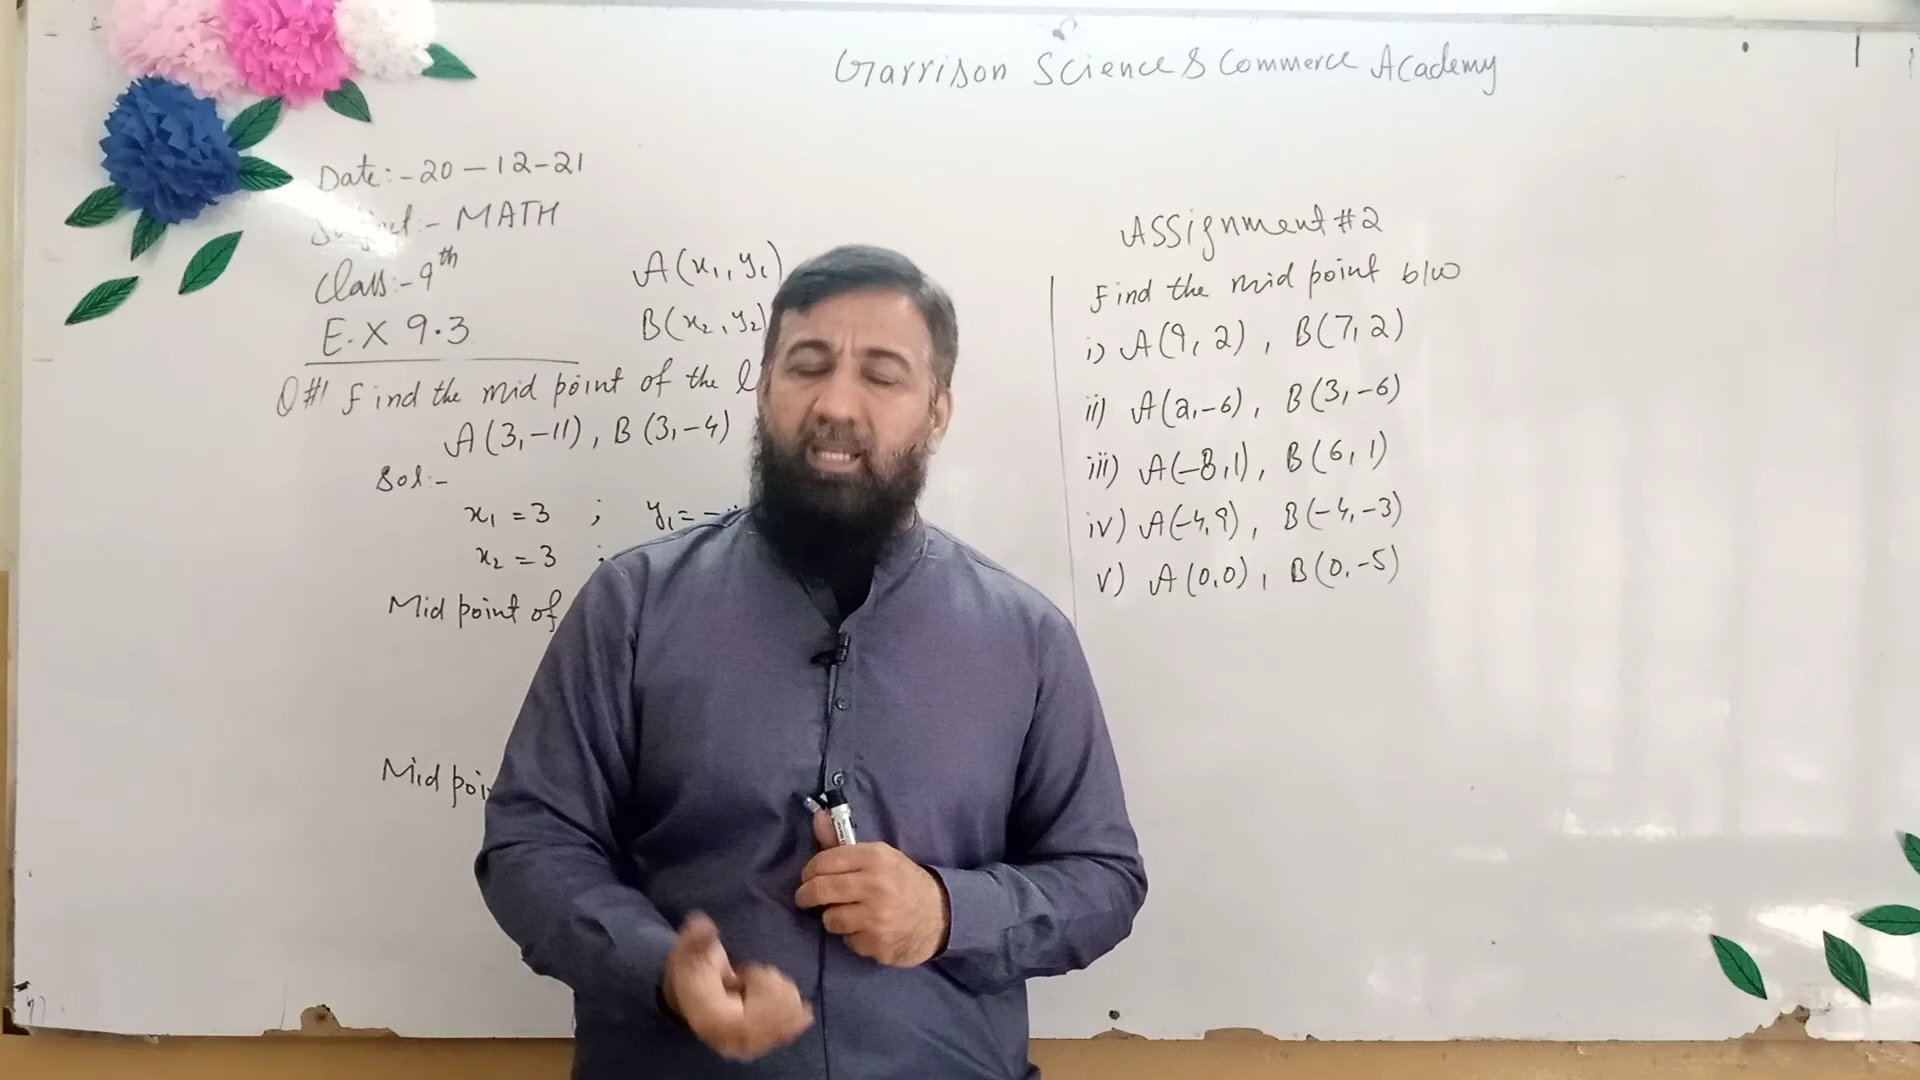 Garrison Science & Commerce Academy
Date:- 20-12-21
Subject:- MATH
Class:- 9th
E.X 9.3
A(x₁, y₁)
B(x₂, y₂)
Q#1 Find the mid point of the
A(3,-11), B(3,-4)
Sol:-
x₁ = 3 ; y₁ =
x₂ = 3 ;
Mid point of
Mid
Assignment #2
Find the mid point b/w
i) A(9, 2), B(7, 2)
ii) A(2,-6), B(3,-6)
iii) A(-8,1), B(6,1)
iv) A(-4,9), B(-4,-3)
v) A(0,0), B(0,-5)